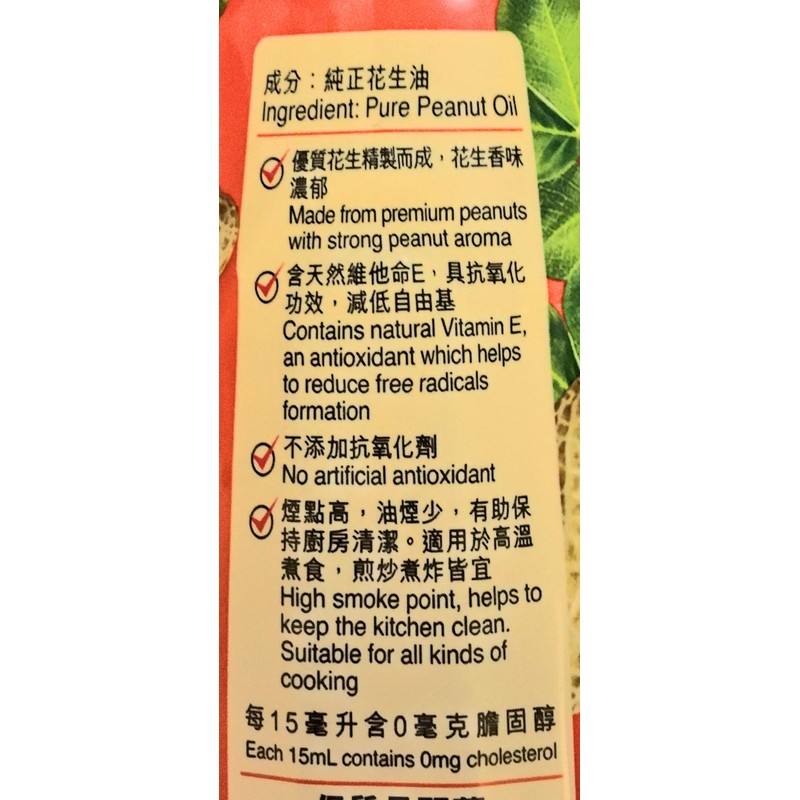 成分：純正花生油
Ingredient: Pure Peanut Oil
優質花生精製而成，花生香味
濃郁
Made from premium peanuts
with strong peanut aroma
含天然維他命E，具抗氧化
功效，減低自由基
Contains natural Vitamin E,
an antioxidant which helps
to reduce free radicals
formation
不添加抗氧化劑
No artificial antioxidant
煙點高，油煙少，有助保
持廚房清潔。適用於高溫
煮食，煎炒煮炸皆宜
High smoke point, helps to
keep the kitchen clean.
Suitable for all kinds of
cooking
每15毫升含0毫克膽固醇
Each 15mL contains 0mg cholesterol